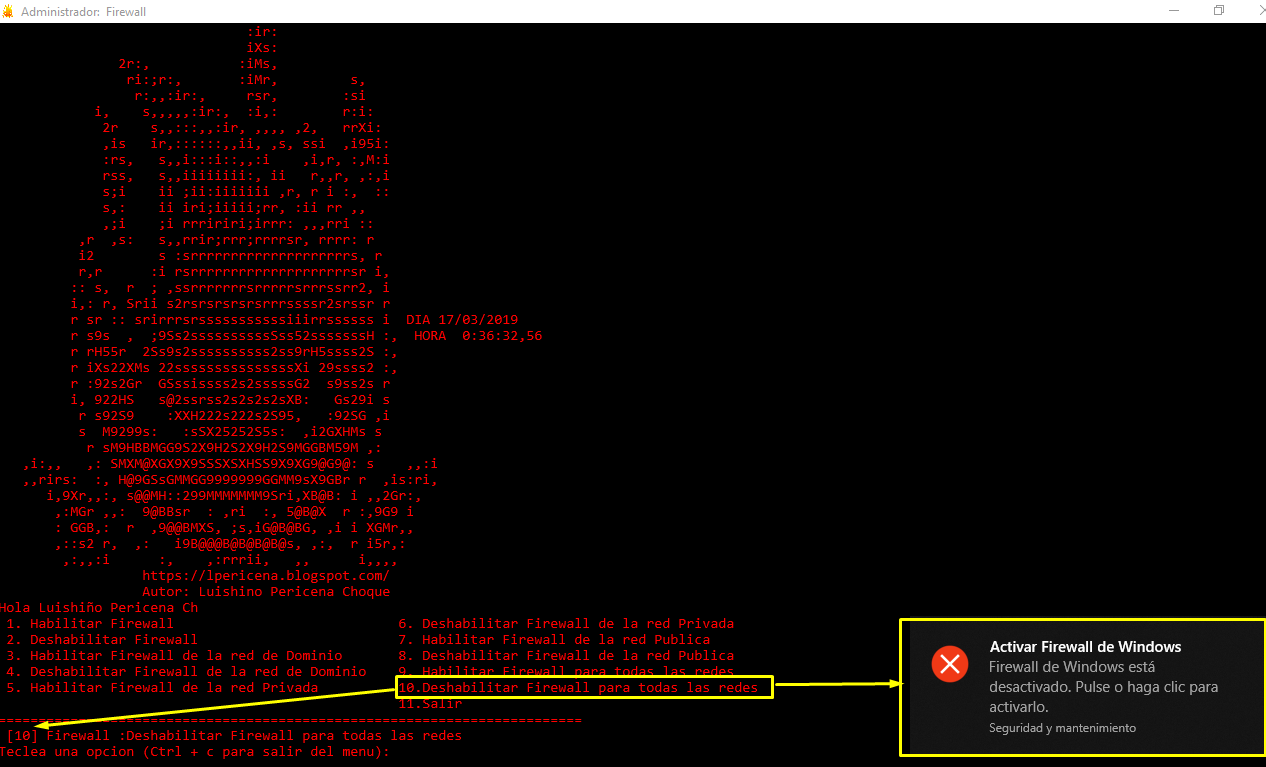 Administrador: Firewall
DIA 17/03/2019
HORA 0:36:32,56
https://lpericena.blogspot.com/
Autor: Luishino Pericena Choque
Hola Luishiño Pericena Ch
1. Habilitar Firewall
2. Deshabilitar Firewall
3. Habilitar Firewall de la red de Dominio
4. Deshabilitar Firewall de la red de Dominio
5. Habilitar Firewall de la red Privada
6. Deshabilitar Firewall de la red Privada
7. Habilitar Firewall de la red Publica
8. Deshabilitar Firewall de la red Publica
9. Habilitar Firewall para todas las redes
10.Deshabilitar Firewall para todas las redes
11.Salir
[10] Firewall :Deshabilitar Firewall para todas las redes
Teclea una opcion (Ctrl + c para salir del menu):
Activar Firewall de Windows
Firewall de Windows está
desactivado. Pulse o haga clic para
activarlo.
Seguridad y mantenimiento